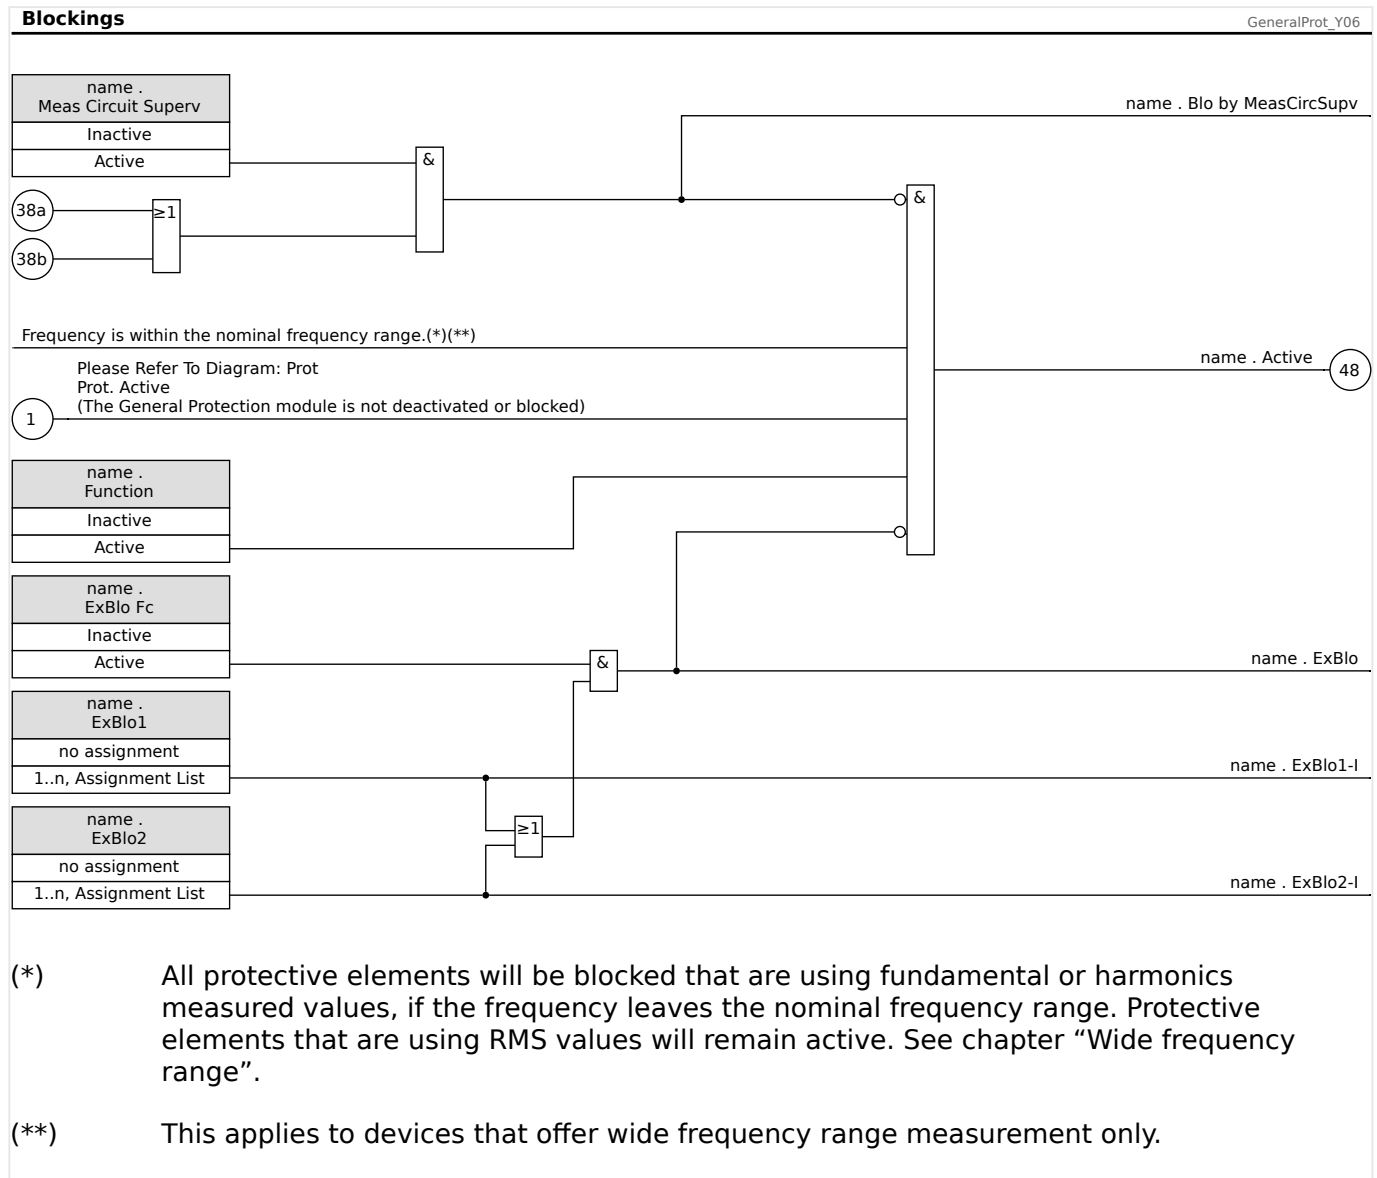 Blockings
GeneralProt_Y06
name .
Meas Circuit Superv
Inactive
Active
name . Blo by MeasCircSupv
&
&
38a
≥1
38b
Frequency is within the nominal frequency range.(*)(**)
Please Refer To Diagram: Prot
Prot. Active
(The General Protection module is not deactivated or blocked)
1
name . Active
48
name .
Function
Inactive
Active
name .
ExBlo Fc
Inactive
Active
&
name . ExBlo
name .
ExBlo1
no assignment
1..n, Assignment List
name . ExBlo1-I
≥1
name .
ExBlo2
no assignment
1..n, Assignment List
name . ExBlo2-I
(*) All protective elements will be blocked that are using fundamental or harmonics
measured values, if the frequency leaves the nominal frequency range. Protective
elements that are using RMS values will remain active. See chapter “Wide frequency
range”.
(**) This applies to devices that offer wide frequency range measurement only.